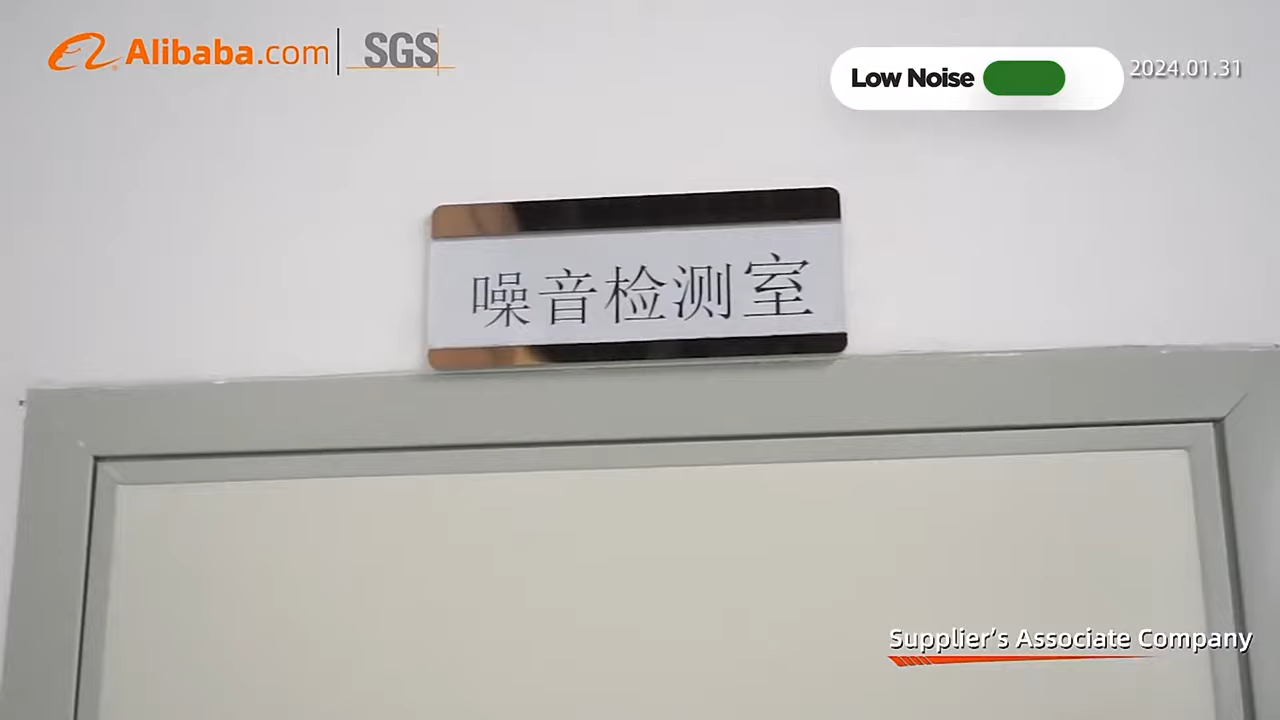 Alibaba.com | SGS
Low Noise
2024.01.31
噪音检测室
Supplier's Associate Company